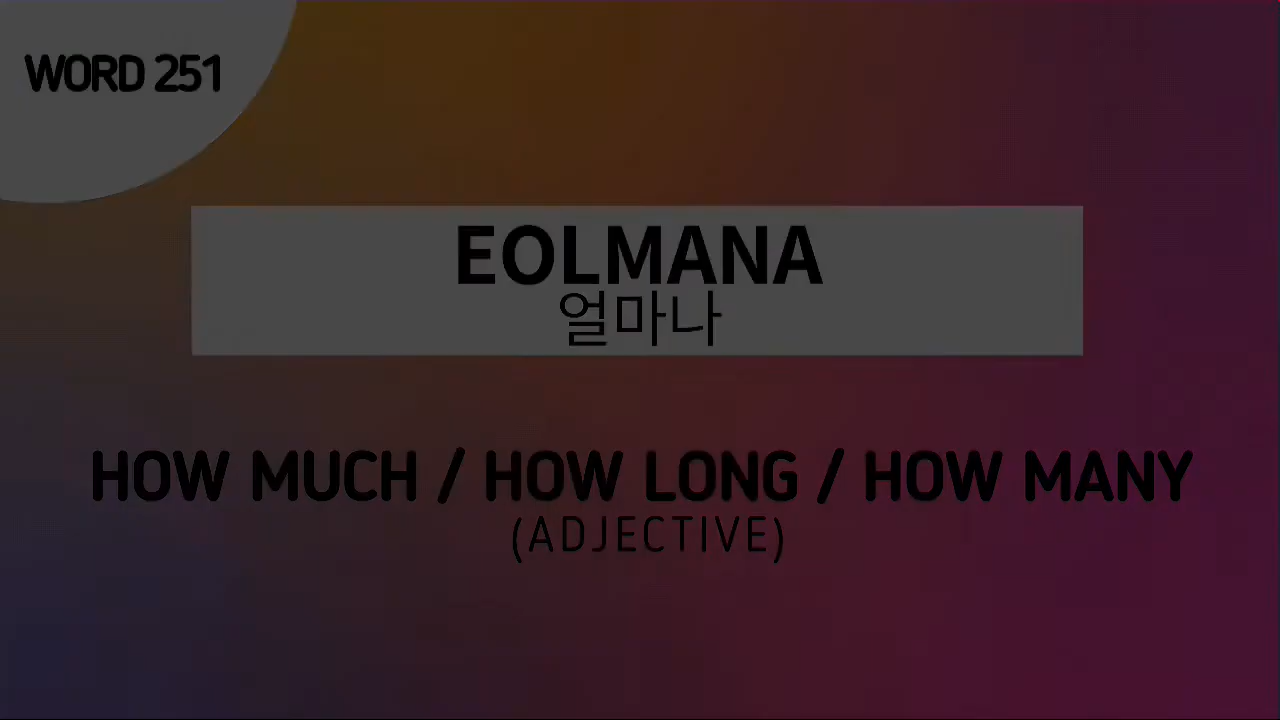 WORD 251
EOLMANA
얼마나
HOW MUCH / HOW LONG / HOW MANY
(ADJECTIVE)